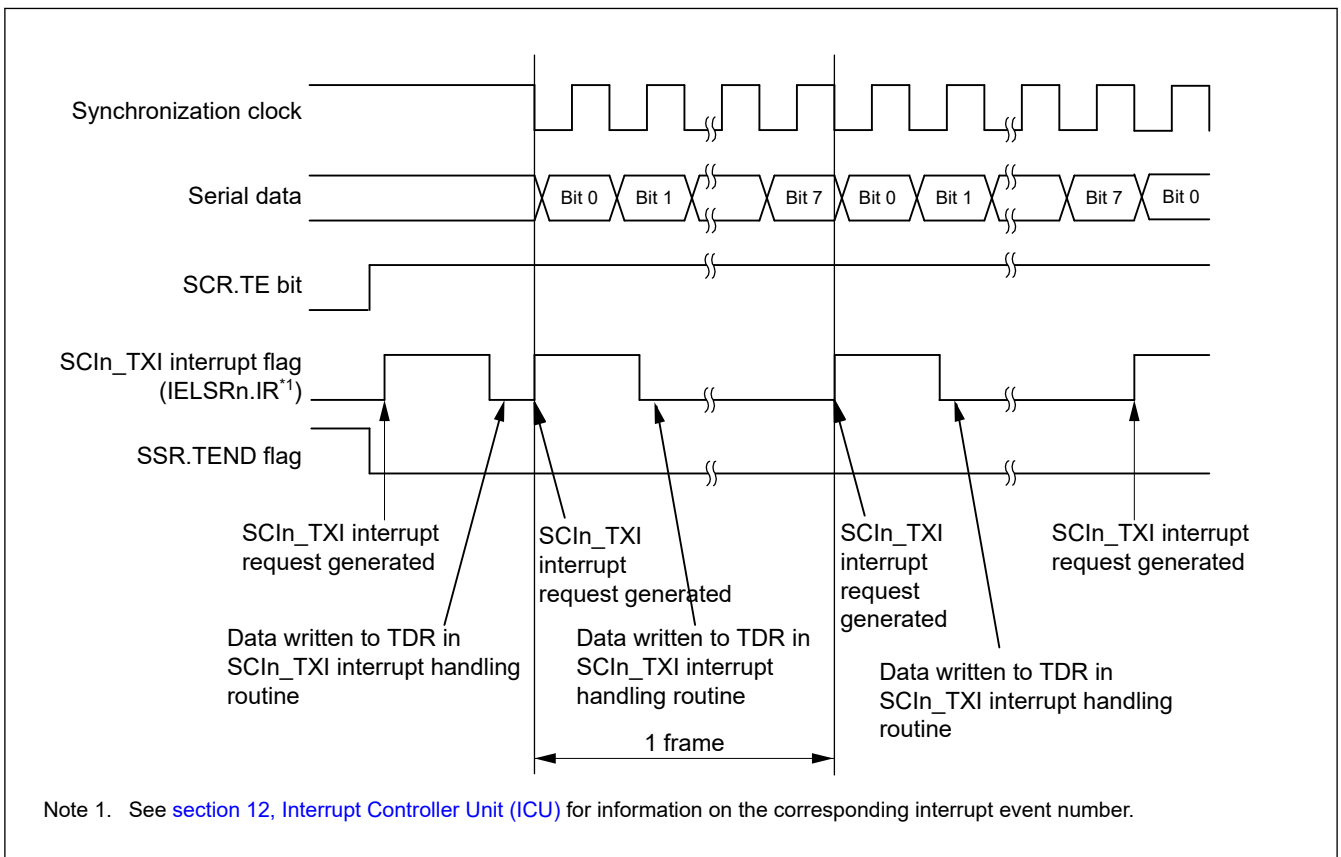 Synchronization clock
Serial data
Bit 0 Bit 1 Bit 7 Bit 0 Bit 1 Bit 7 Bit 0
SCR.TE bit
SCIn_TXI interrupt flag
(IELSRn.IR*1)
SSR.TEND flag
SCIn_TXI interrupt
request generated
SCIn_TXI
interrupt
request generated
SCIn_TXI
interrupt
request
generated
SCIn_TXI interrupt
request generated
Data written to TDR in
SCIn_TXI interrupt handling
routine
Data written to TDR in
SCIn_TXI interrupt
handling routine
Data written to TDR in
SCIn_TXI interrupt handling
routine
1 frame
Note 1. See section 12, Interrupt Controller Unit (ICU) for information on the corresponding interrupt event number.